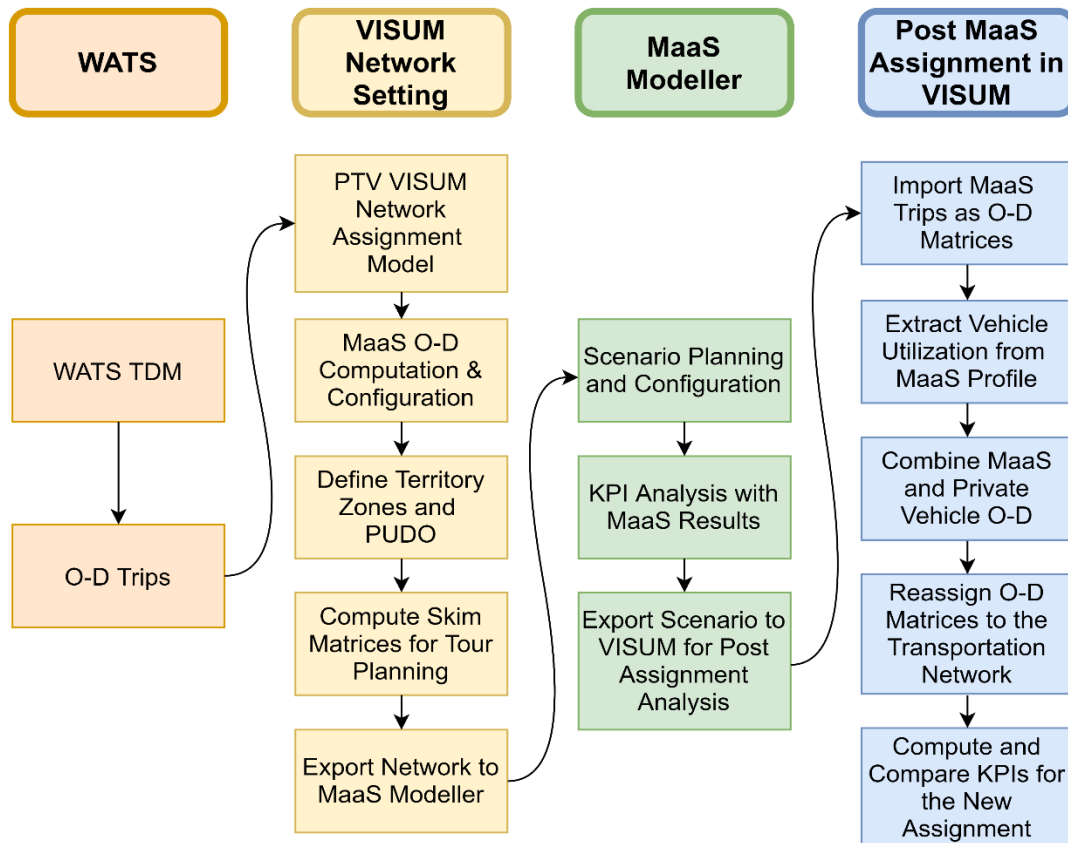 WATS
VISUM
Network
Setting
MaaS
Modeller
Post MaaS
Assignment in
VISUM
WATS TDM
O-D Trips
PTV VISUM
Network
Assignment
Model
MaaS O-D
Computation &
Configuration
Define Territory
Zones and
PUDO
Compute Skim
Matrices for Tour
Planning
Export Network to
MaaS Modeller
Scenario Planning
and Configuration
KPI Analysis with
MaaS Results
Export Scenario to
VISUM for Post
Assignment
Analysis
Import MaaS
Trips as O-D
Matrices
Extract Vehicle
Utilization from
MaaS Profile
Combine MaaS
and Private
Vehicle O-D
Reassign O-D
Matrices to the
Transportation
Network
Compute and
Compare KPIs for
the New
Assignment